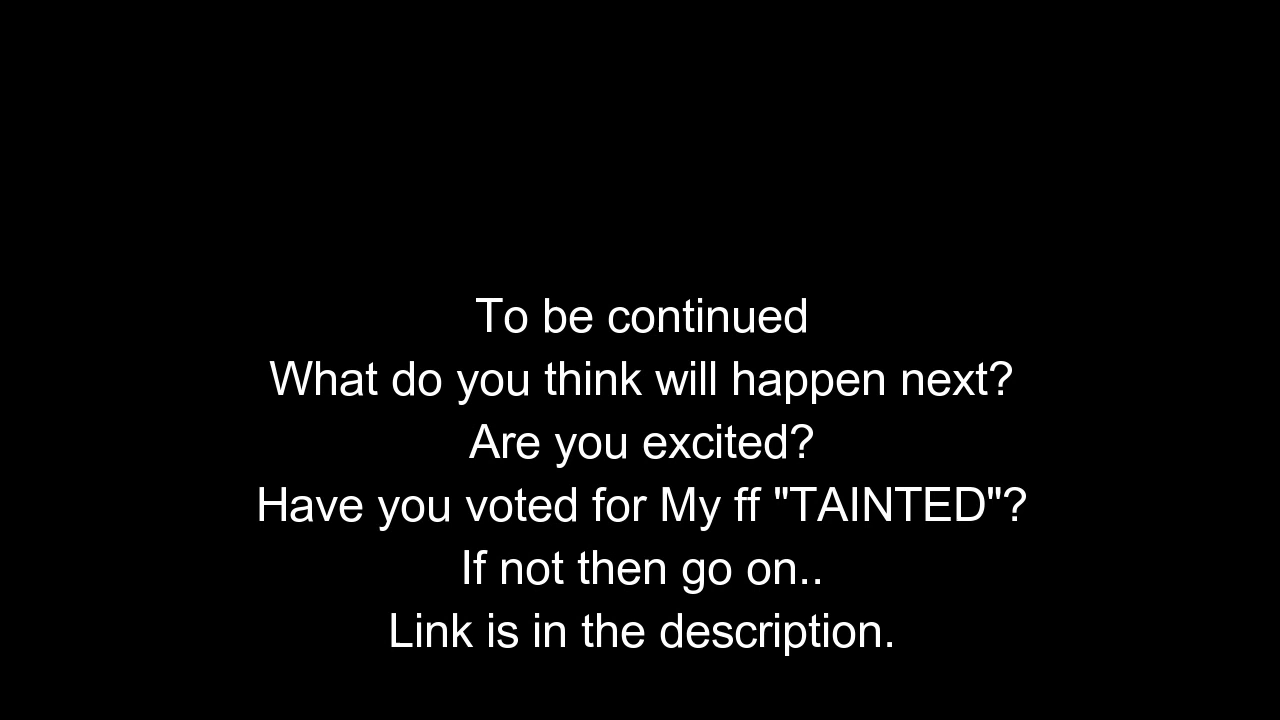 To be continued
What do you think will happen next?
Are you excited?
Have you voted for My ff "TAINTED"?
If not then go on..
Link is in the description.